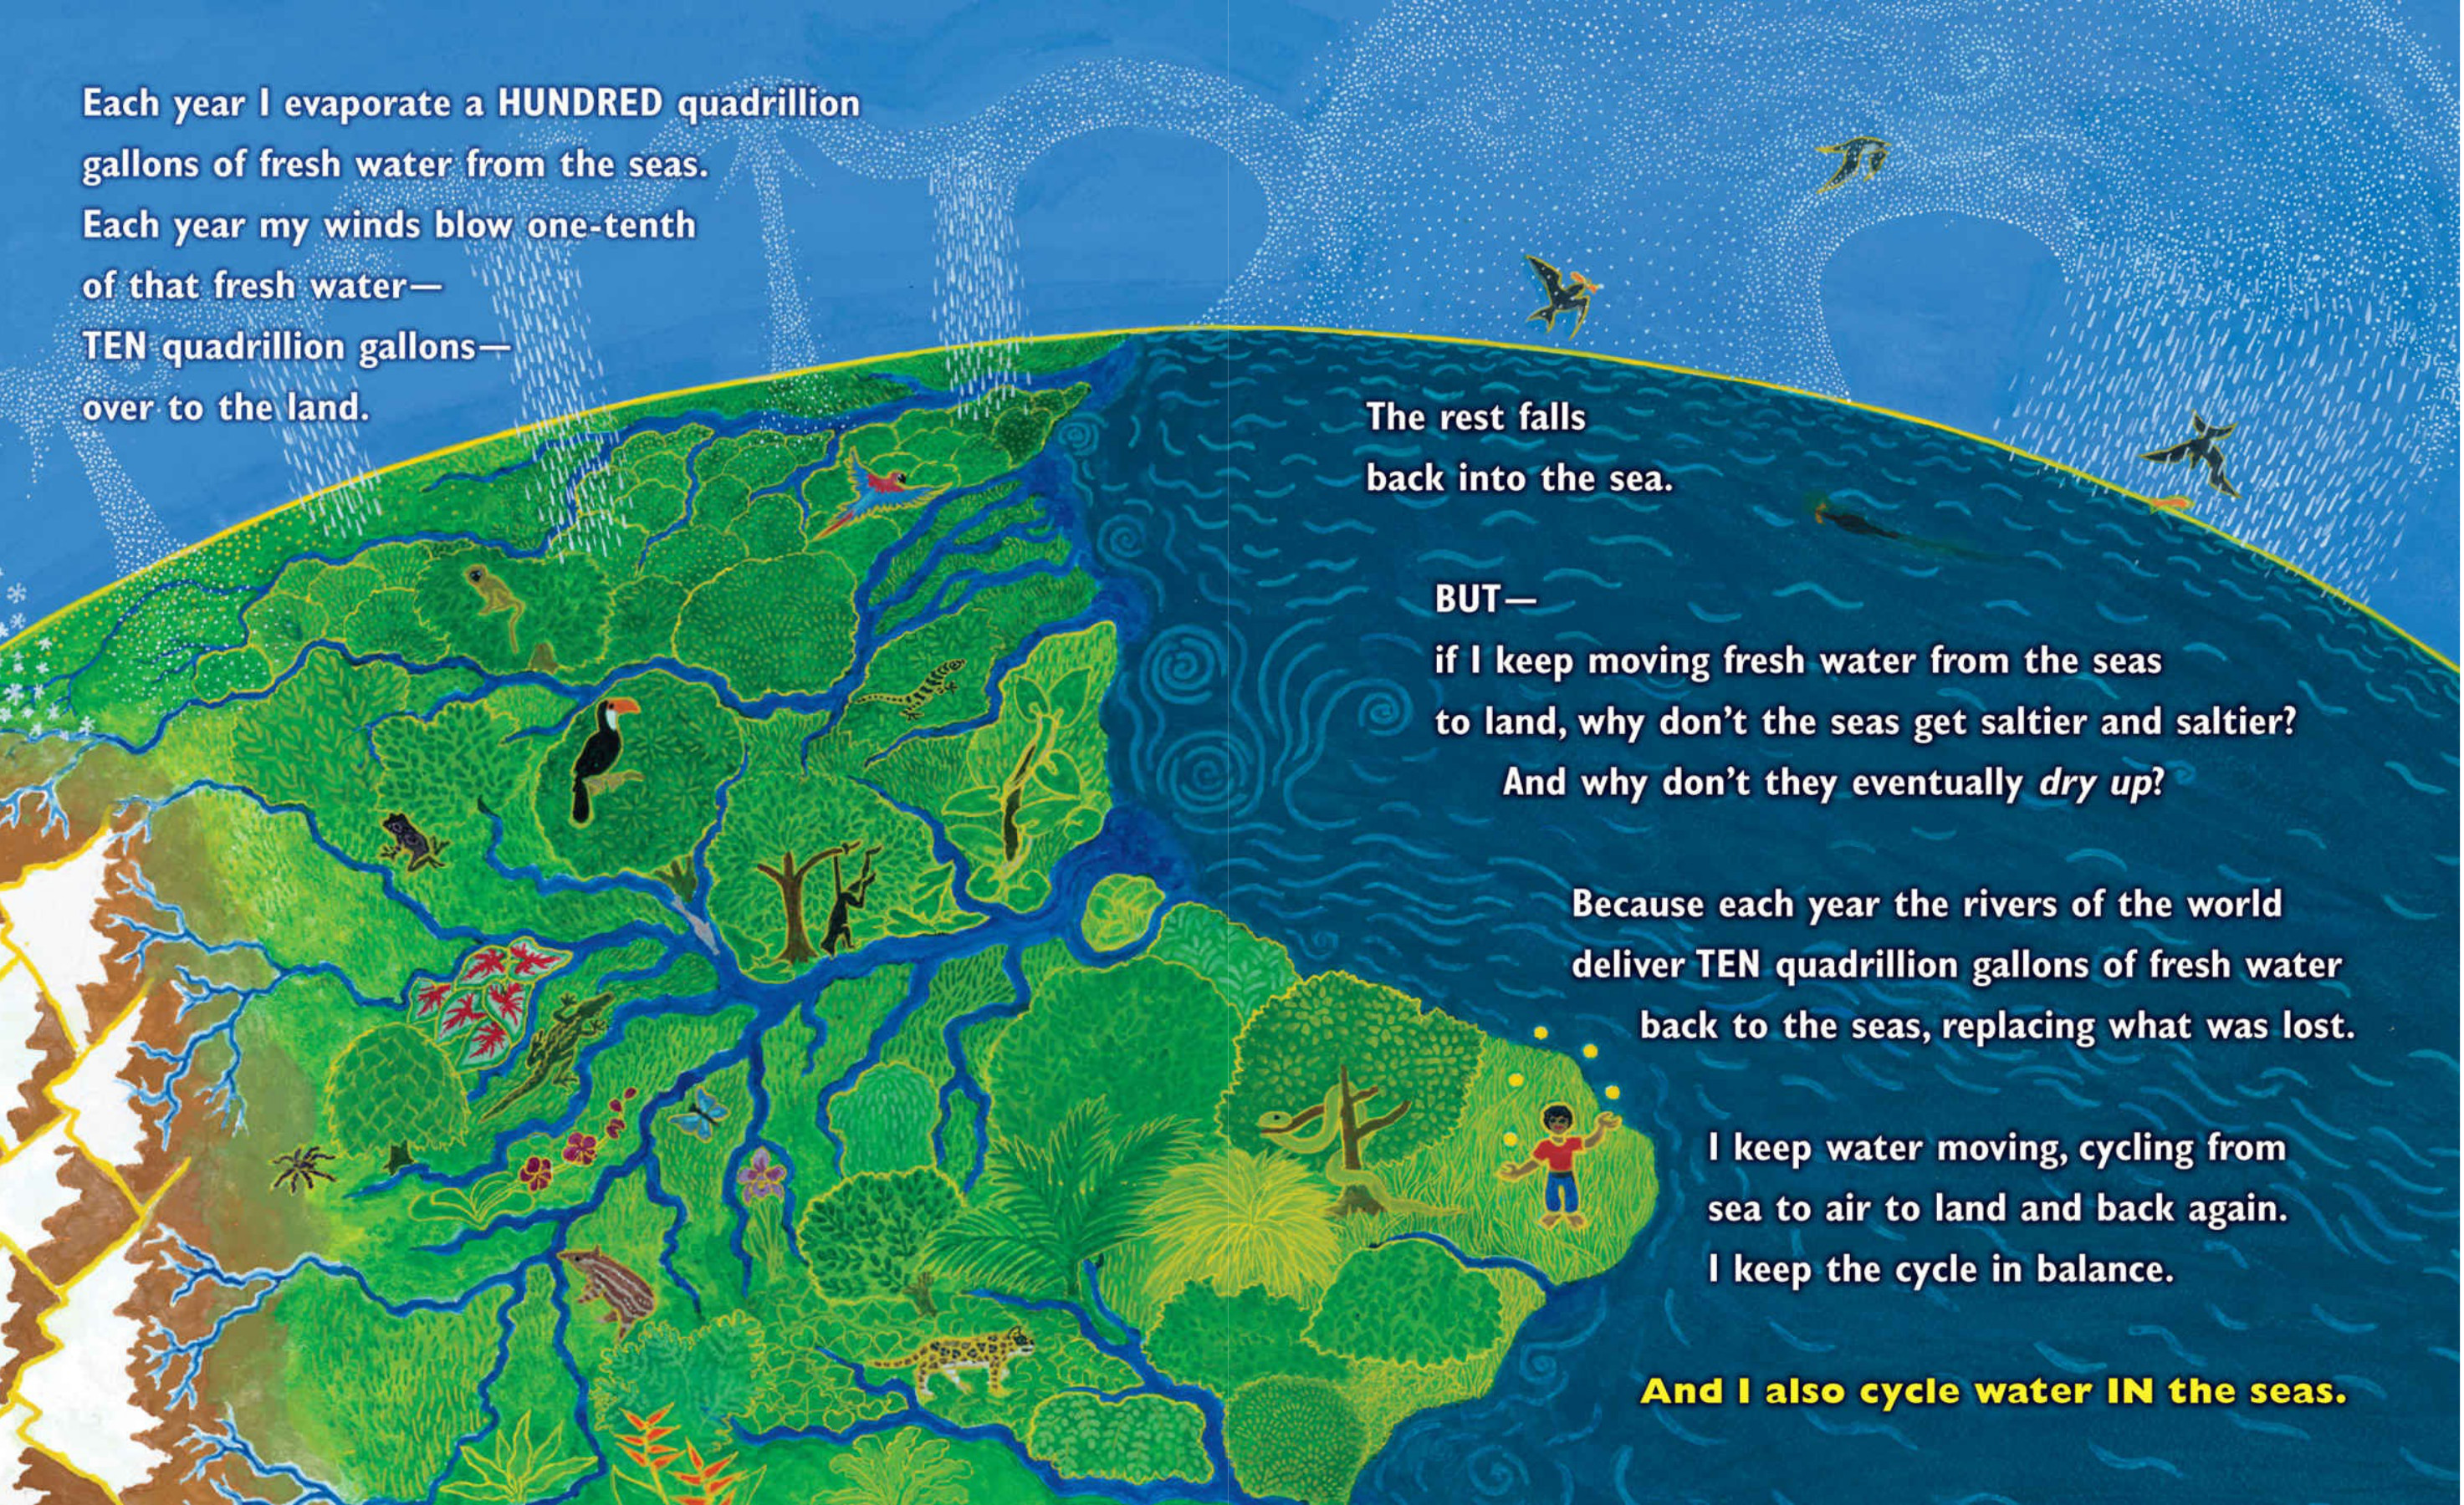 Each year I evaporate a HUNDRED quadrillion
gallons of fresh water from the seas.
Each year my winds blow one-tenth
of that fresh water—
TEN quadrillion gallons—
over to the land.
The rest falls
back into the sea.
BUT—
if I keep moving fresh water from the seas
to land, why don't the seas get saltier and saltier?
And why don't they eventually dry up?
Because each year the rivers of the world
deliver TEN quadrillion gallons of fresh water
back to the seas, replacing what was lost.
I keep water moving, cycling from
sea to air to land and back again.
I keep the cycle in balance.
And I also cycle water IN the seas.